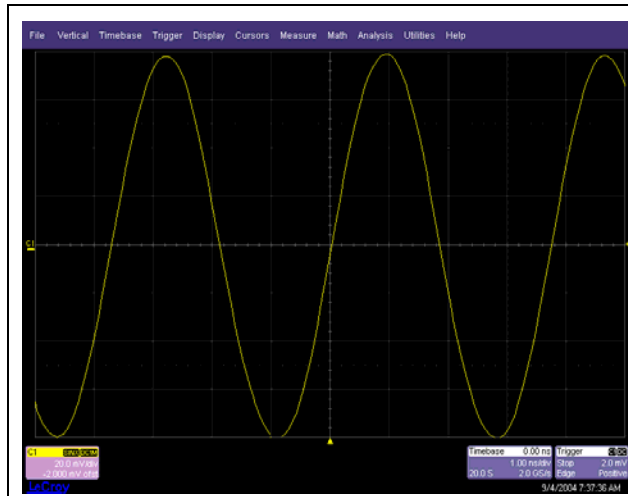 File Vertical Timebase Trigger Display Cursors Measure Math Analysis Utilities Help
C1
C1
20.0 mV/div
-2.000 mV ofst
Timebase 0.00 ns
1.00 ns/div
20.0 S 2.0 GS/s
Trigger C1 DC
Stop 2.0 mV
Edge Positive
LeCroy
9/4/2004 7:37:36 AM